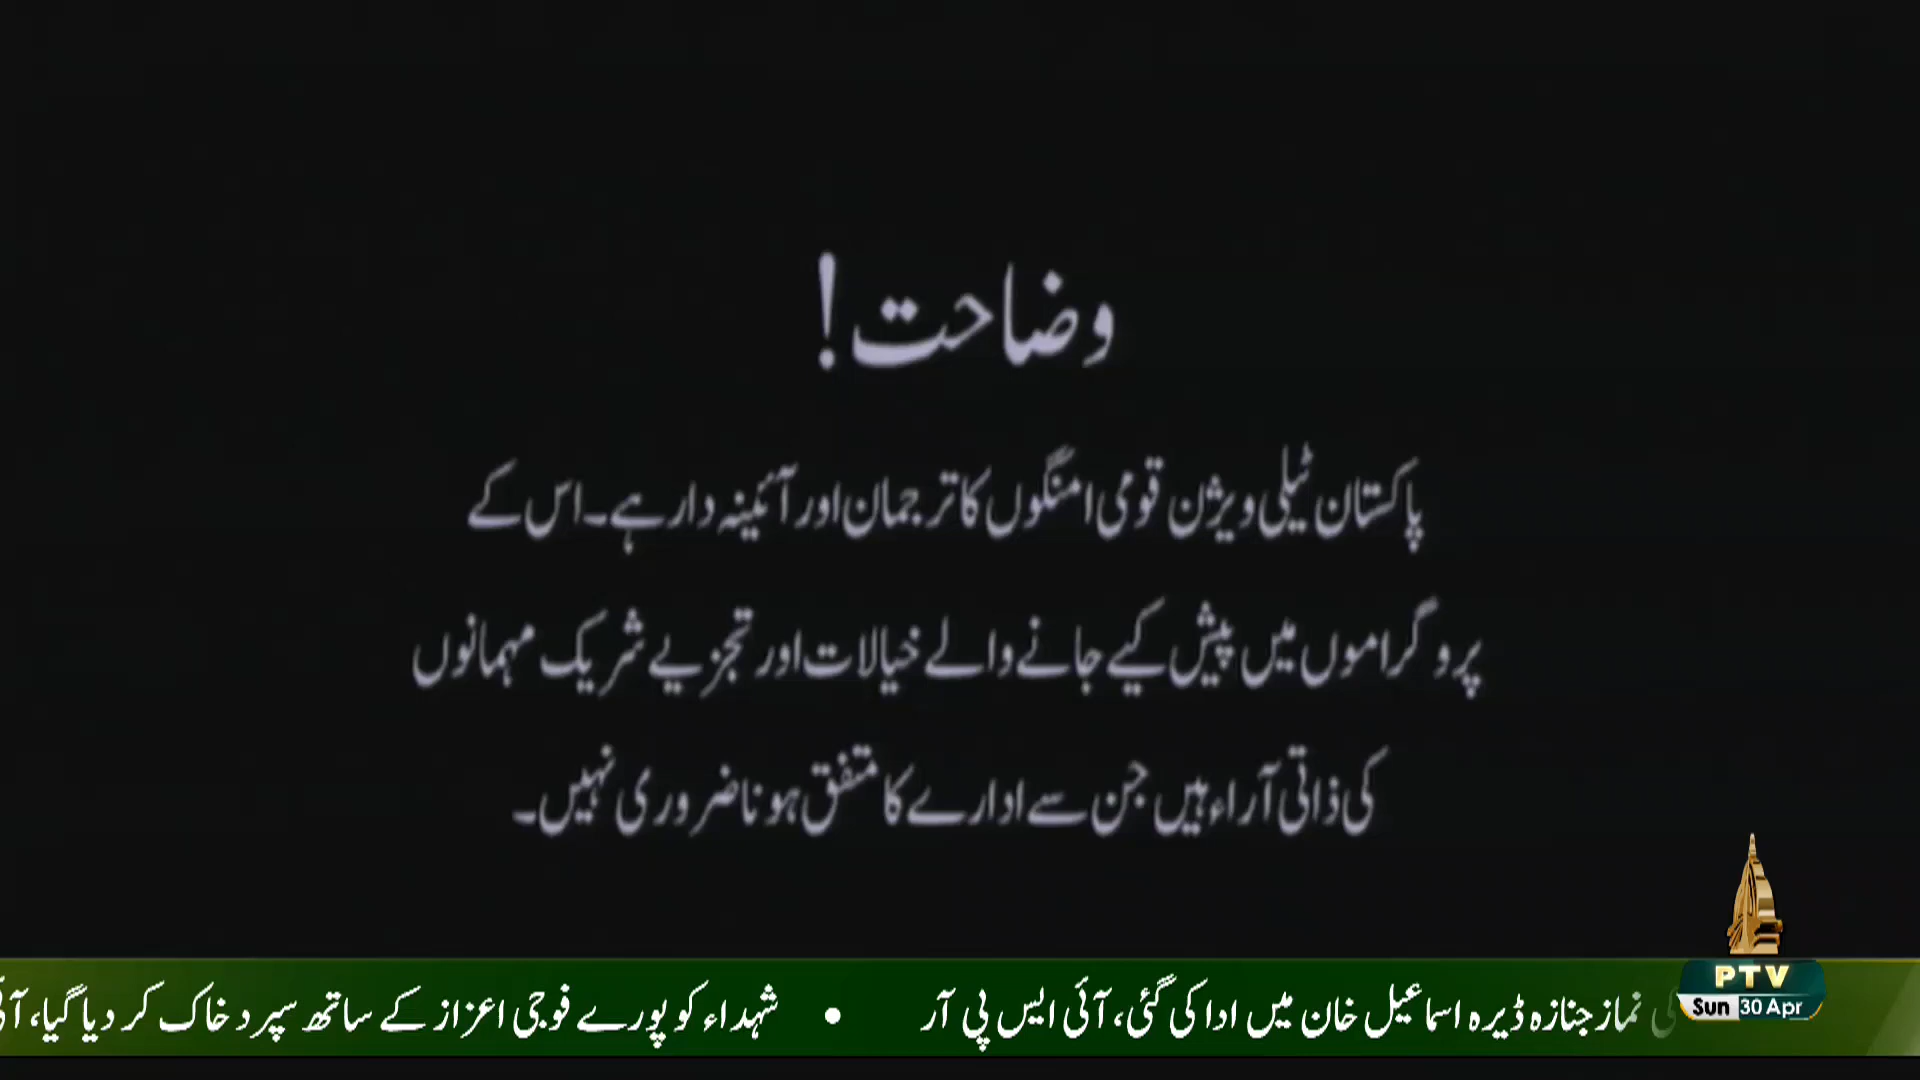 وضاحت!
پاکستان ٹیلی ویژن قومی امنگوں کا ترجمان اور آئینہ دار ہے۔ اس کے
پروگراموں میں پیش کیے جانے والے خیالات اور تجزیے شریک مہمانوں
کی ذاتی آراء ہیں جن سے ادارے کا متفق ہونا ضروری نہیں۔
PTV
Sun 30 Apr
کی نماز جنازہ ڈیرہ اسماعیل خان میں ادا کی گئی، آئی ایس پی آر • شہداء کو پورے فوجی اعزاز کے ساتھ سپرد خاک کر دیا گیا،